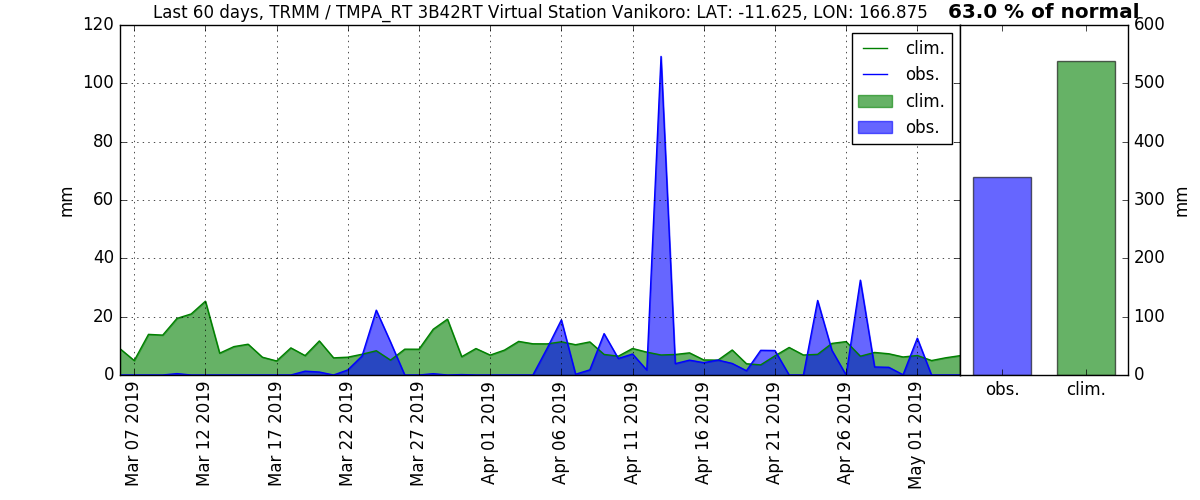 Last 60 days, TRMM / TMPA_RT 3B42RT Virtual Station Vanikoro: LAT: -11.625, LON: 166.875
63.0 % of normal
120
100
80
60
40
20
0
mm
clim.
obs.
clim.
obs.
600
500
400
300
200
100
0
mm
obs.
clim.
Mar 07 2019
Mar 12 2019
Mar 17 2019
Mar 22 2019
Mar 27 2019
Apr 01 2019
Apr 06 2019
Apr 11 2019
Apr 16 2019
Apr 21 2019
Apr 26 2019
May 01 2019